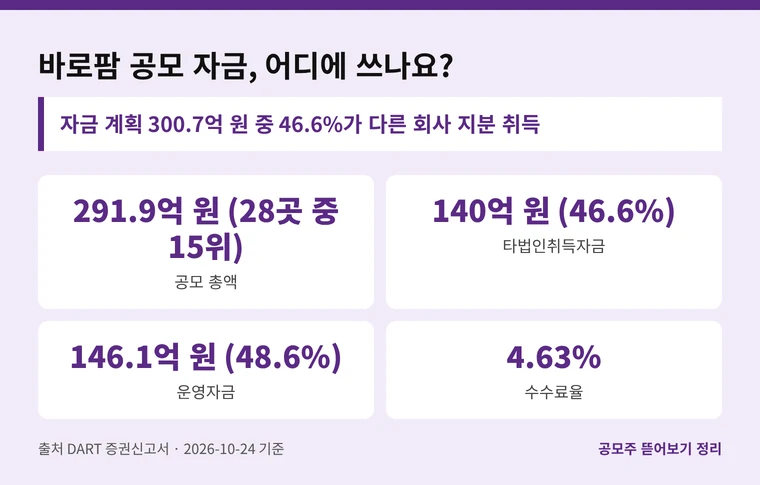 바로팜 공모 자금, 어디에 쓰나요?
자금 계획 300.7억 원 중 46.6%가 다른 회사 지분 취득
291.9억 원 (28곳 중
15위)
공모 총액
140억 원 (46.6%)
타법인취득자금
146.1억 원 (48.6%)
운영자금
4.63%
수수료율
출처 DART 증권신고서 · 2026-10-24 기준
공모주 뜯어보기 정리